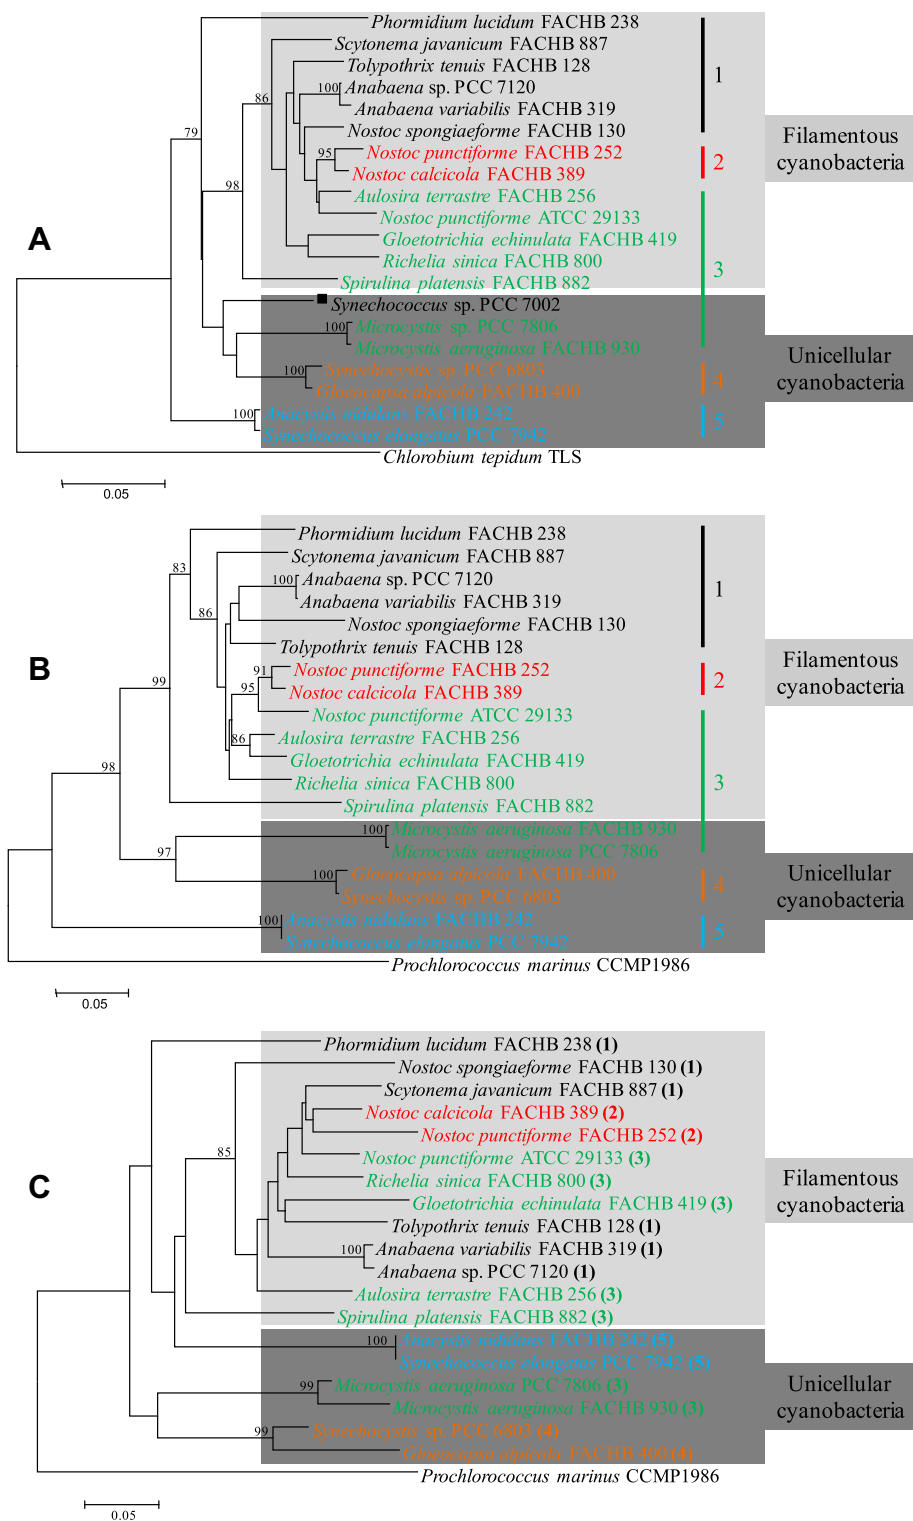 Phormidium lucidum FACHB 238
Scytonema javanicum FACHB 887
Tolypothrix tenuis FACHB 128
100 Anabaena sp. PCC 7120
Anabaena variabilis FACHB 319
Nostoc spongiaeforme FACHB 130
1
86
Filamentous
cyanobacteria
79
95 Nostoc punctiforme FACHB 252
Nostoc calcicola FACHB 389
2
98
Aulosira terrastre FACHB 256
Nostoc punctiforme ATCC 29133
Gloetotrichia echinulata FACHB 419
Richelia sinica FACHB 800
Spirulina platensis FACHB 882
3
A
Synechococcus sp. PCC 7002
100 Microcystis sp. PCC 7806
Microcystis aeruginosa FACHB 930
Unicellular
cyanobacteria
100 Synechocystis sp. PCC 6803
Gloeocapsa alpicola FACHB 400
4
100 Anacystis nidulans FACHB 242
Synechococcus elongatus PCC 7942
5
Chlorobium tepidum TLS
0.05
Phormidium lucidum FACHB 238
Scytonema javanicum FACHB 887
83
100 Anabaena sp. PCC 7120
Anabaena variabilis FACHB 319
86
Nostoc spongiaeforme FACHB 130
Tolypothrix tenuis FACHB 128
1
Filamentous
cyanobacteria
B
91 Nostoc punctiforme FACHB 252
99
95 Nostoc calcicola FACHB 389
2
Nostoc punctiforme ATCC 29133
86 Aulosira terrastre FACHB 256
Gloetotrichia echinulata FACHB 419
98
Richelia sinica FACHB 800
Spirulina platensis FACHB 882
3
100 Microcystis aeruginosa FACHB 930
Microcystis aeruginosa PCC 7806
97
Unicellular
cyanobacteria
100 Gloeocapsa alpicola FACHB 400
Synechocystis sp. PCC 6803
4
100 Anacystis nidulans FACHB 242
Synechococcus elongatus PCC 7942
5
Prochlorococcus marinus CCMP1986
0.05
Phormidium lucidum FACHB 238 (1)
Nostoc spongiaeforme FACHB 130 (1)
Scytonema javanicum FACHB 887 (1)
Nostoc calcicola FACHB 389 (2)
Nostoc punctiforme FACHB 252 (2)
85
Nostoc punctiforme ATCC 29133 (3)
Richelia sinica FACHB 800 (3)
C
Filamentous
cyanobacteria
Gloetotrichia echinulata FACHB 419 (3)
Tolypothrix tenuis FACHB 128 (1)
100 Anabaena variabilis FACHB 319 (1)
Anabaena sp. PCC 7120 (1)
Aulosira terrastre FACHB 256 (3)
Spirulina platensis FACHB 882 (3)
100 Anacystis nidulans FACHB 242 (5)
Synechococcus elongatus PCC 7942 (5)
99 Microcystis aeruginosa PCC 7806 (3)
Microcystis aeruginosa FACHB 930 (3)
Unicellular
cyanobacteria
99 Synechocystis sp. PCC 6803 (4)
Gloeocapsa alpicola FACHB 400 (4)
Prochlorococcus marinus CCMP1986
0.05